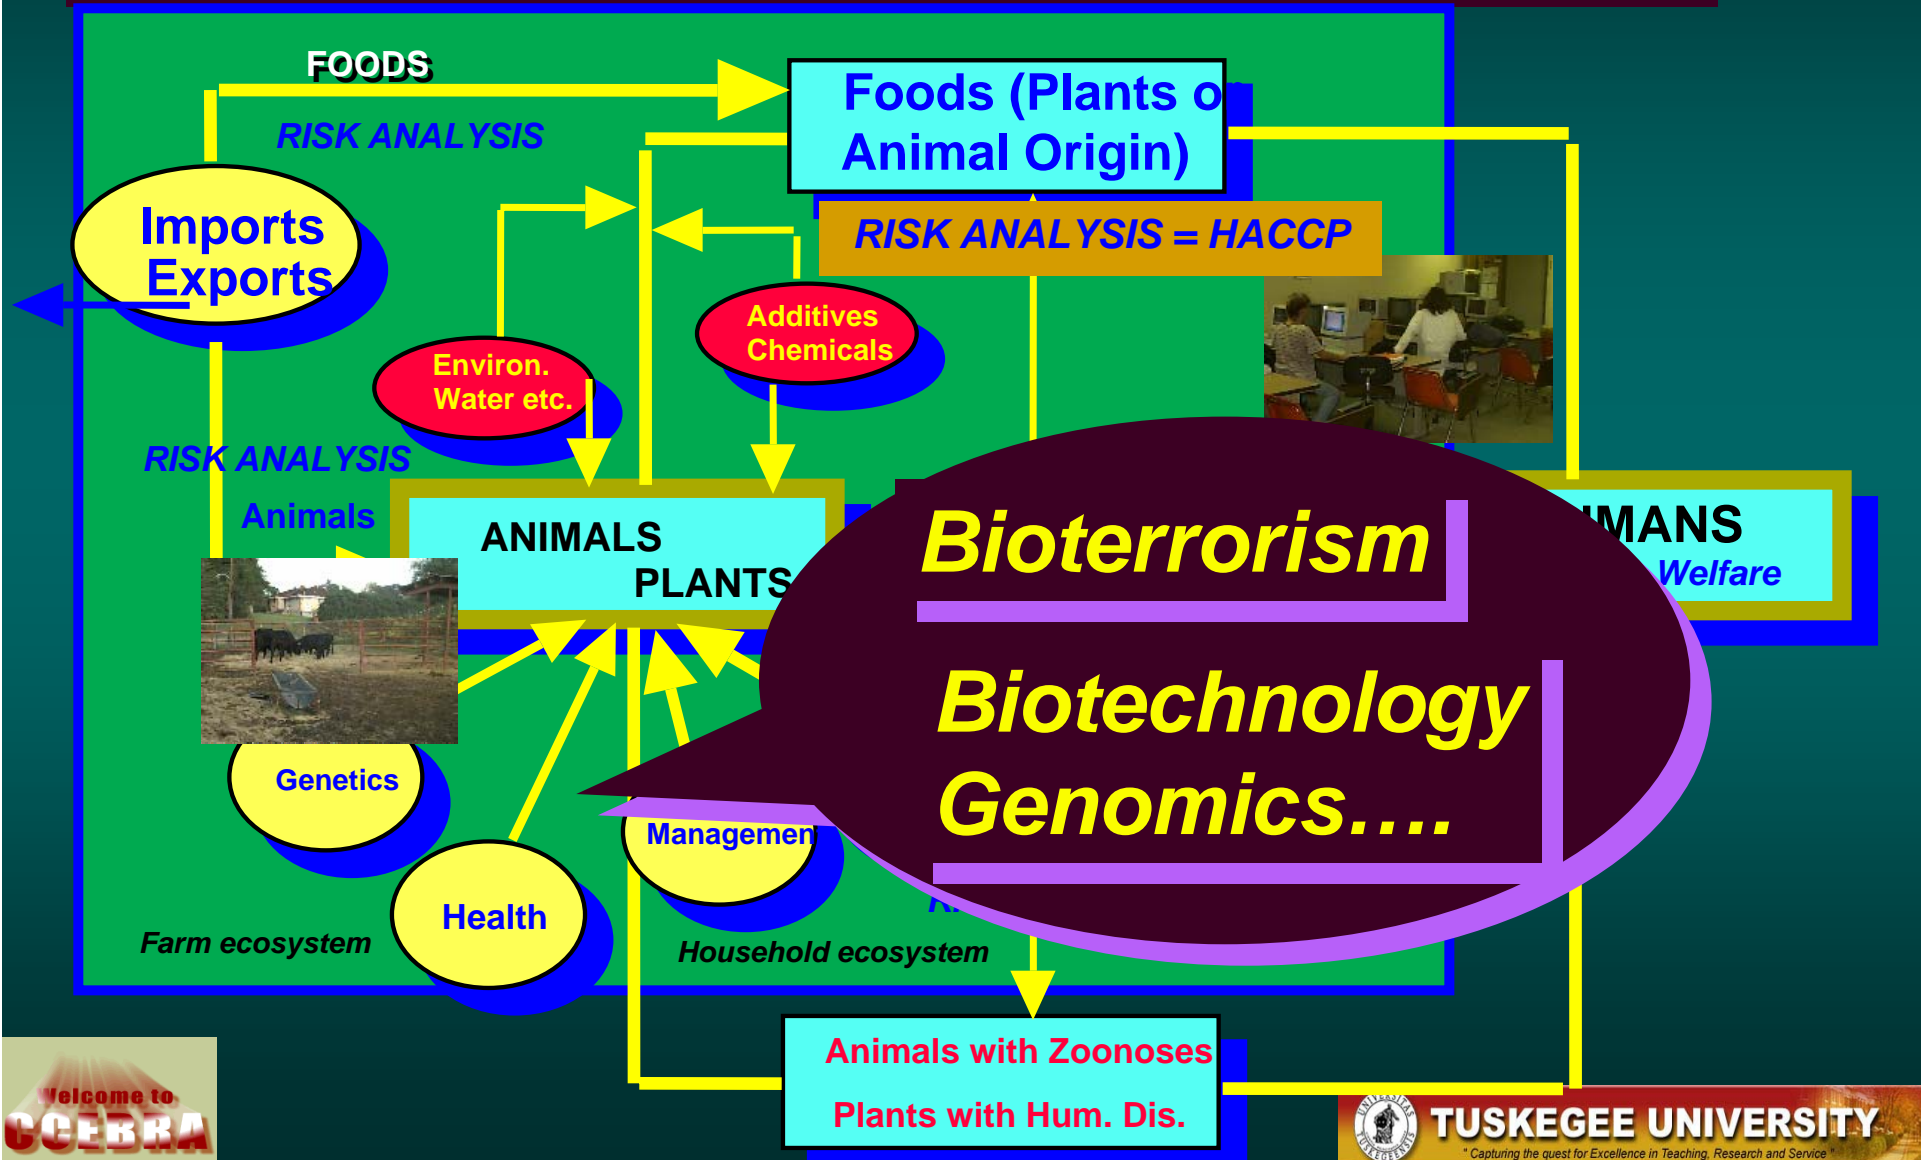 FOODS
Foods (Plants o
Animal Origin)
RISK ANALYSIS
RISK ANALYSIS = HACCP
Imports
Exports
Additives
Chemicals
Environ.
Water etc.
RISK ANALYSIS
Animals
ANIMALS
PLANTS
Bioterrorism
Biotechnology
Genomics....
MANS
Welfare
Genetics
Managemen
Health
Farm ecosystem
Household ecosystem
Animals with Zoonoses
Plants with Hum. Dis.
Welcome to
CCEBRA
TUSKEGEE UNIVERSITY
"Capturing the quest for Excellence in Teaching, Research and Service"